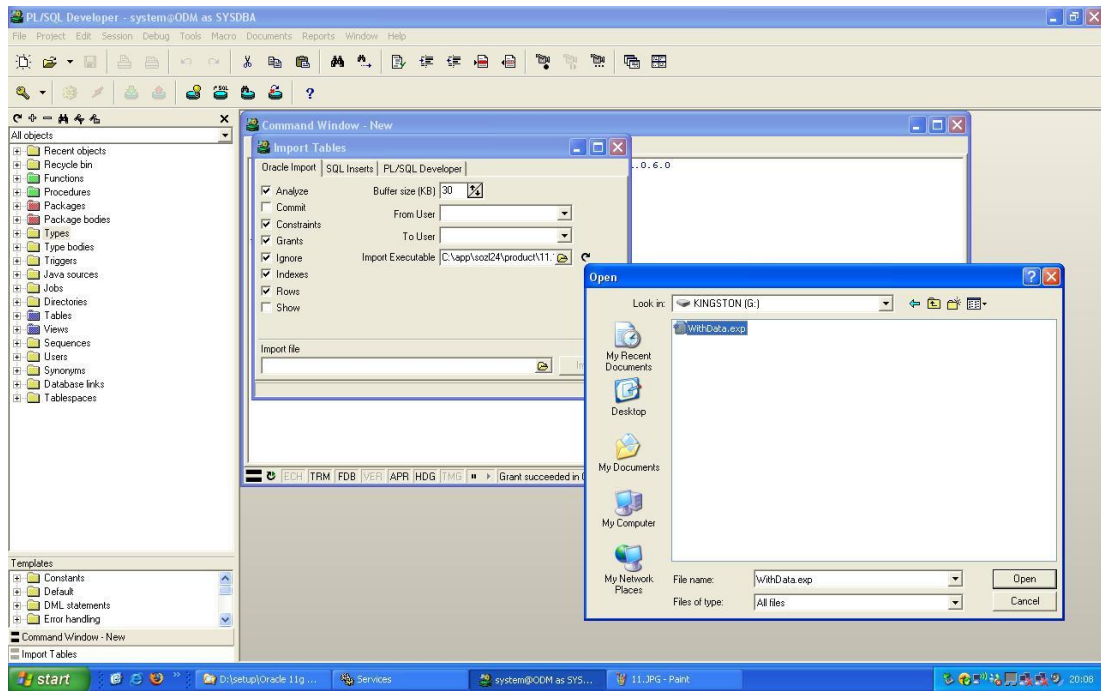 PL/SQL Developer - system@ODM as SYSDBA
File Project Edit Session Debug Tools Macro Documents Reports Window Help
All objects
Recent objects
Recycle bin
Functions
Procedures
Packages
Package bodies
Types
Type bodies
Triggers
Java sources
Jobs
Directories
Tables
Views
Sequences
Users
Synonyms
Database links
Tablespaces
Templates
Constants
Default
DML statements
Error handling
Command Window - New
Import Tables
Command Window - New
.0.6.0
Import Tables
Oracle Import SQL Inserts PL/SQL Developer
Analyze
Commit
Constraints
Grants
Ignore
Indexes
Rows
Show
Buffer size (KB) 30
From User
To User
Import Executable C:\app\sozl24\product\11.
Import file
ECH TRM FDB VER APR HDG TMG Grant succeeded in
Open
Look in: KINGSTON (G:)
WithData.exp
My Recent Documents
Desktop
My Documents
My Computer
My Network Places
File name: WithData.exp Open
Files of type: All files Cancel
start D:\setup\Oracle 11g ... Services system@ODM as SYS... 11.JPG - Paint 20:08